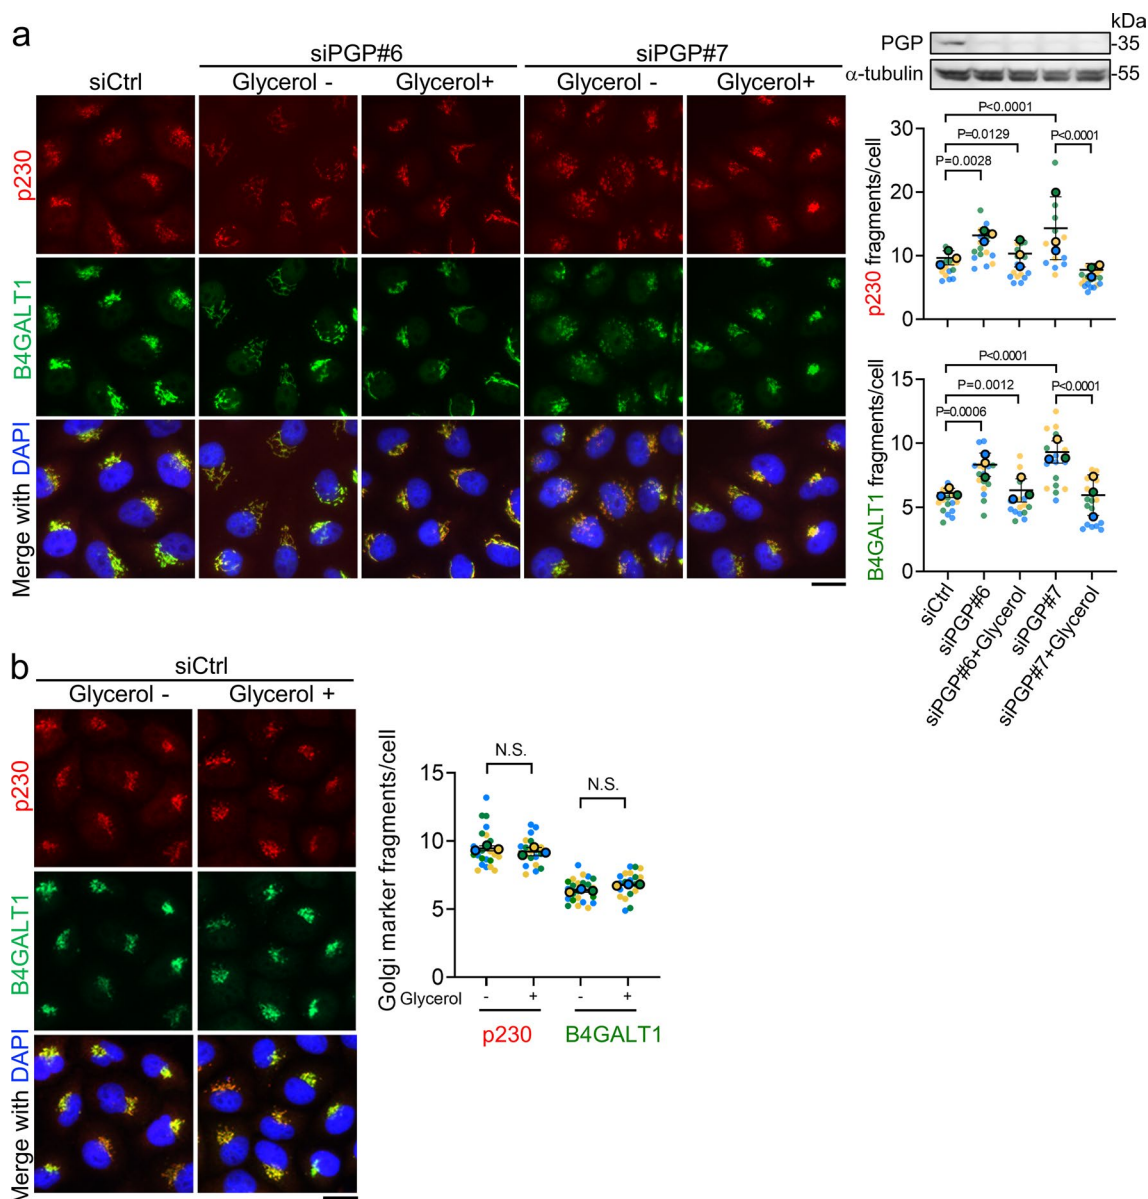 a
siPGP#6
siPGP#7
siCtrl
Glycerol -
Glycerol+
Glycerol -
Glycerol+
p230
B4GALT1
Merge with DAPI
kDa
PGP
-35
α-tubulin
-55
P<0.0001
P=0.0129
P<0.0001
P=0.0028
30
20
10
0
p230 fragments/cell
P<0.0001
P=0.0012
P<0.0001
P=0.0006
15
10
5
0
B4GALT1 fragments/cell
siCtrl
siPGP#6
siPGP#6+Glycerol
siPGP#7
siPGP#7+Glycerol
b
siCtrl
Glycerol -
Glycerol +
p230
B4GALT1
Merge with DAPI
N.S.
N.S.
15
10
5
0
Golgi marker fragments/cell
Glycerol - + - +
p230
B4GALT1